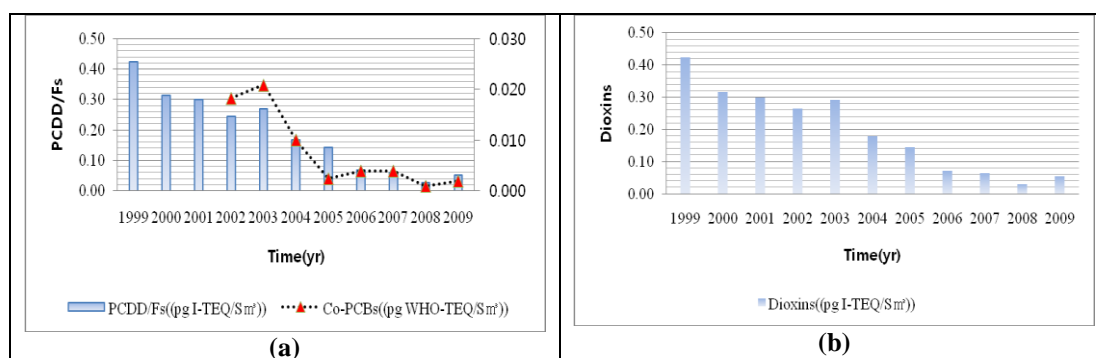 0.50
0.40
0.30
0.20
0.10
0.00
PCDD/Fs
0.030
0.020
0.010
0.000
1999 2000 2001 2002 2003 2004 2005 2006 2007 2008 2009
Time(yr)
PCDD/Fs((pg I-TEQ/S㎥)) Co-PCBs((pg WHO-TEQ/S㎥))
(a)
0.50
0.40
0.30
0.20
0.10
0.00
Dioxins
1999 2000 2001 2002 2003 2004 2005 2006 2007 2008 2009
Time(yr)
Dioxins((pg I-TEQ/S㎥))
(b)